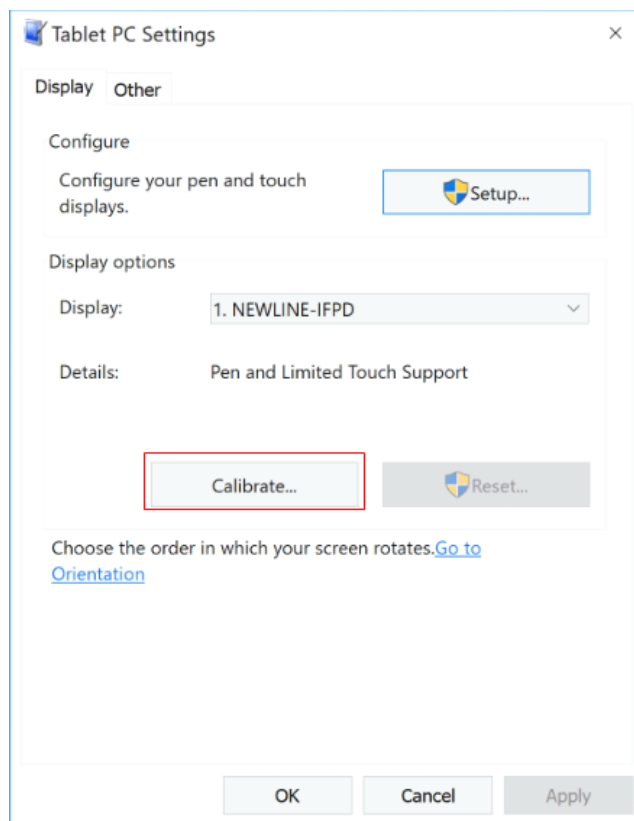 Tablet PC Settings
Display
Other
Configure
Configure your pen and touch
displays.
Setup...
Display options
Display:
1. NEWLINE-IFPD
Details:
Pen and Limited Touch Support
Calibrate...
Reset...
Choose the order in which your screen rotates.Go to
Orientation
OK
Cancel
Apply